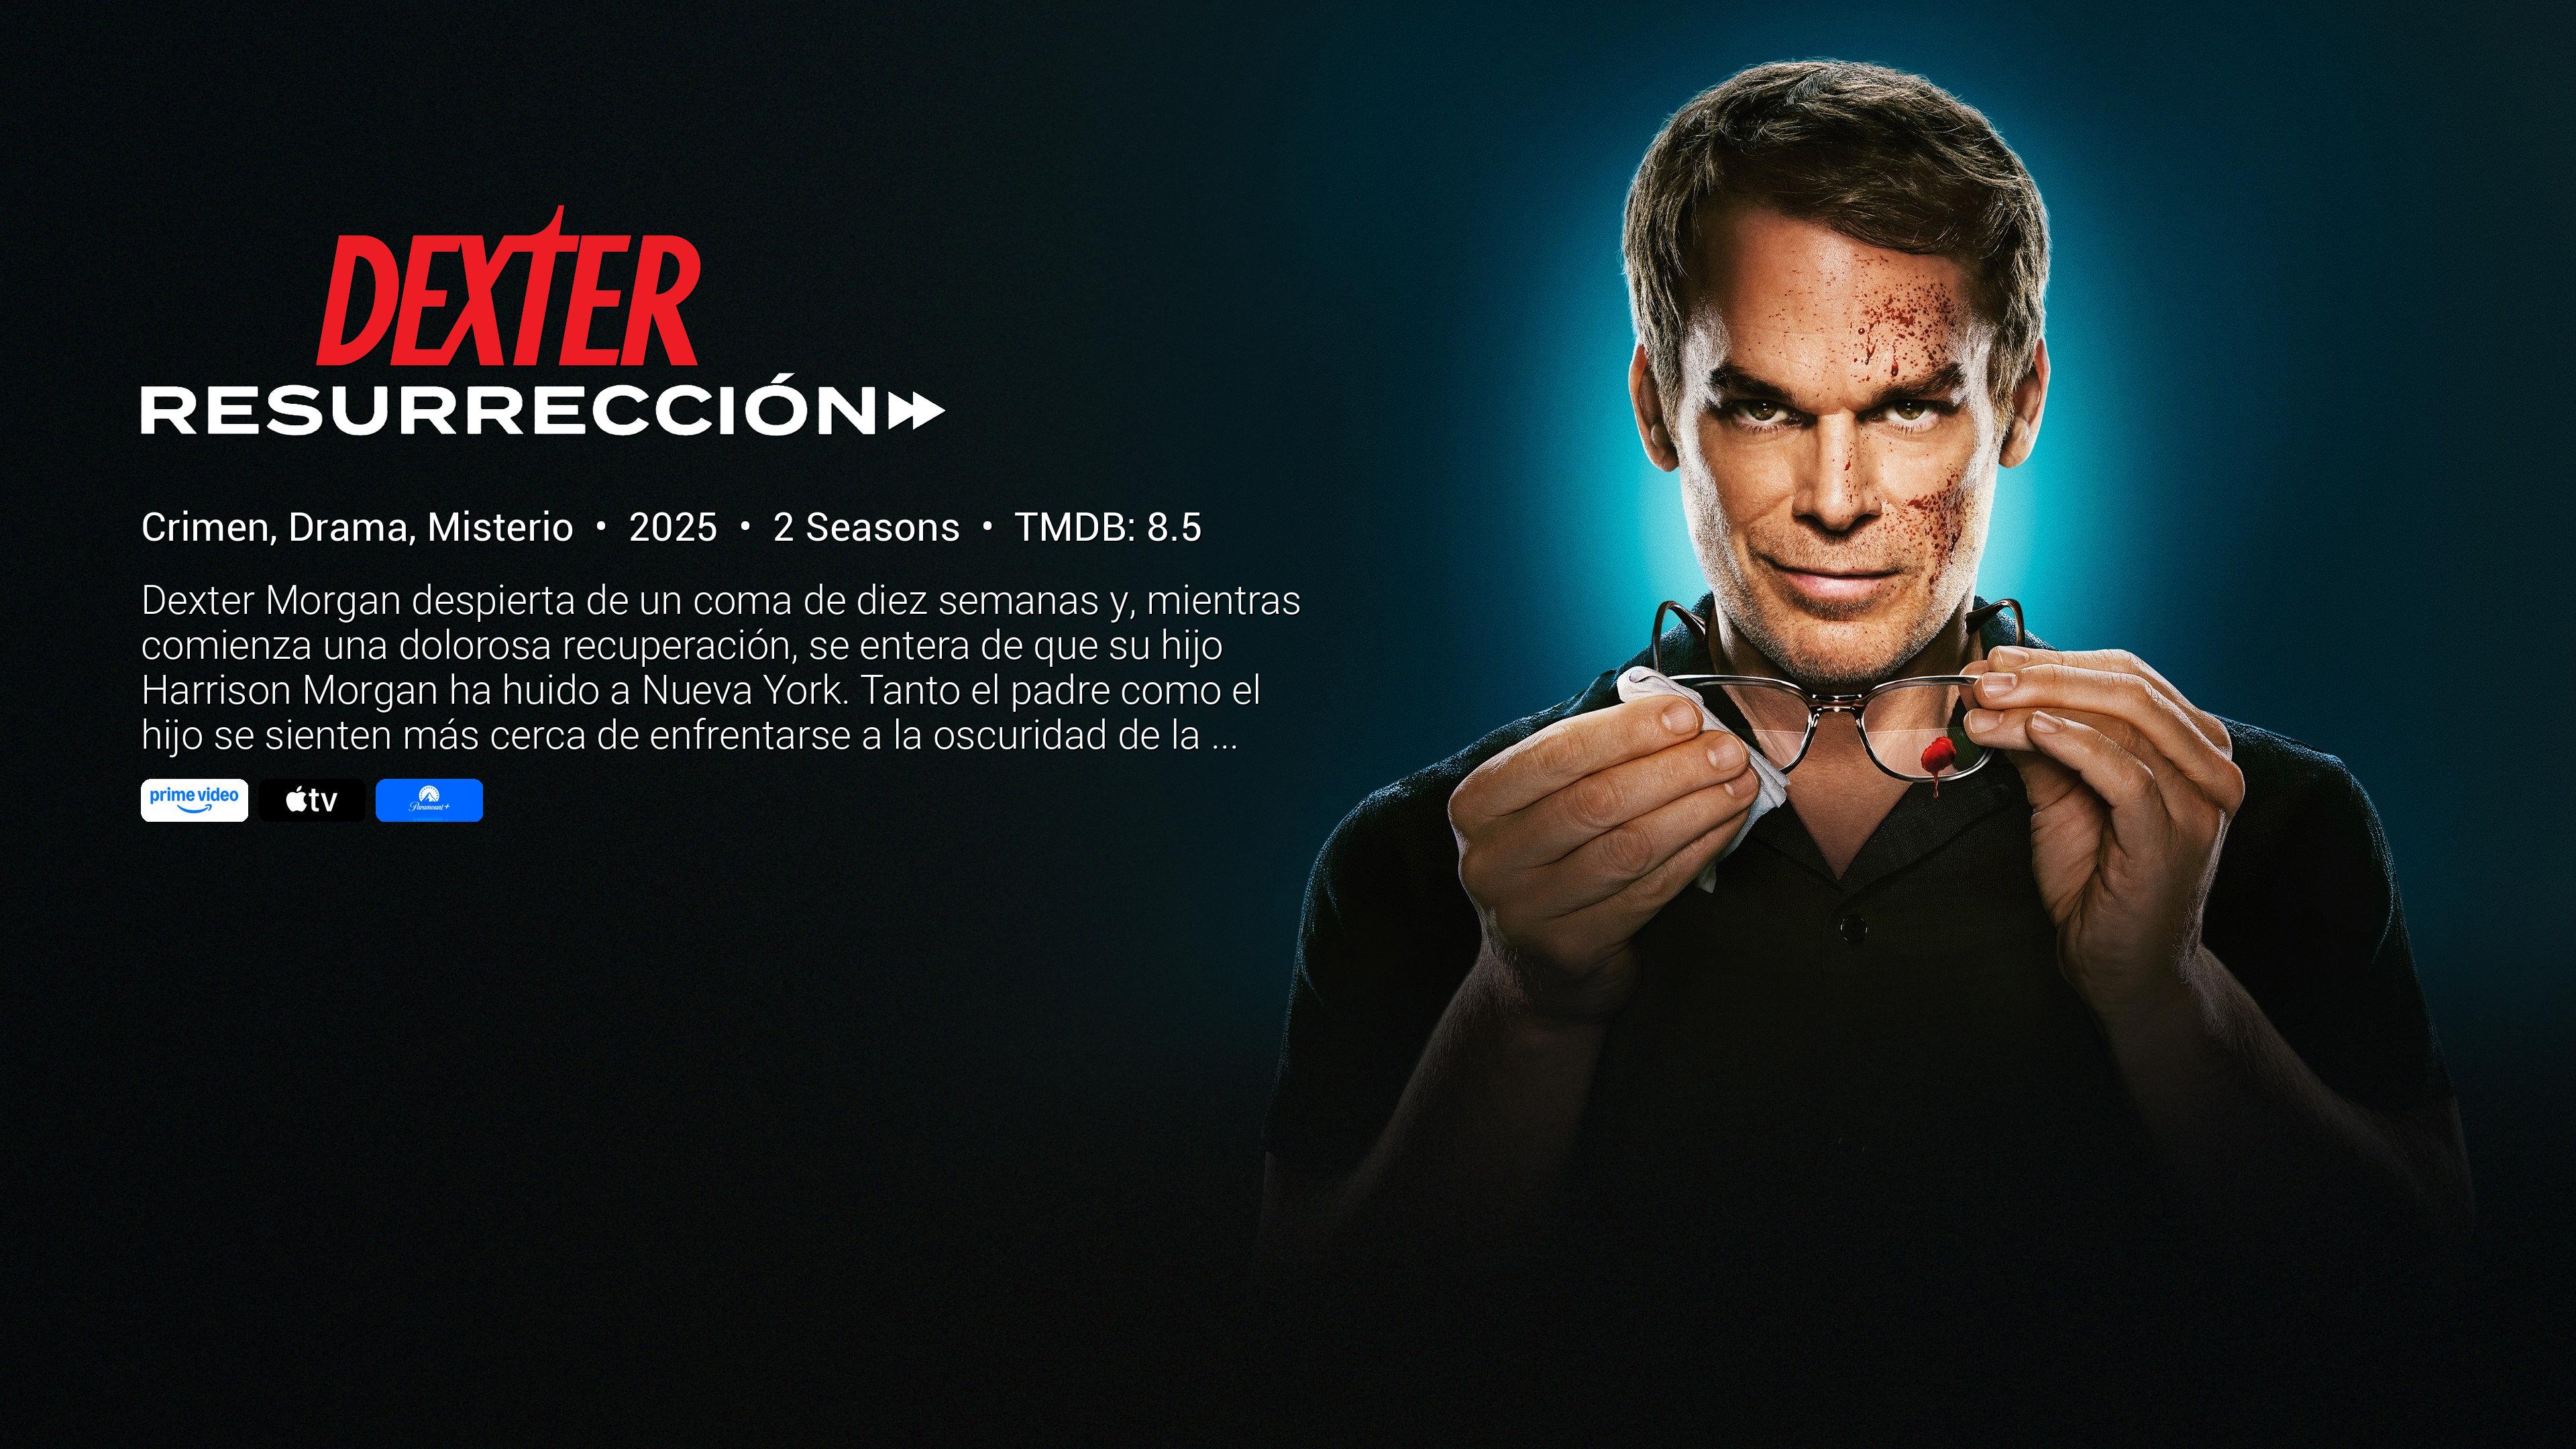 DEXTER
RESURRECCIÓN
Crimen, Drama, Misterio • 2025 • 2 Seasons • TMDB: 8.5
Dexter Morgan despierta de un coma de diez semanas y, mientras
comienza una dolorosa recuperación, se entera de que su hijo
Harrison Morgan ha huido a Nueva York. Tanto el padre como el
hijo se sienten más cerca de enfrentarse a la oscuridad de la ...
prime video tv Paramount+